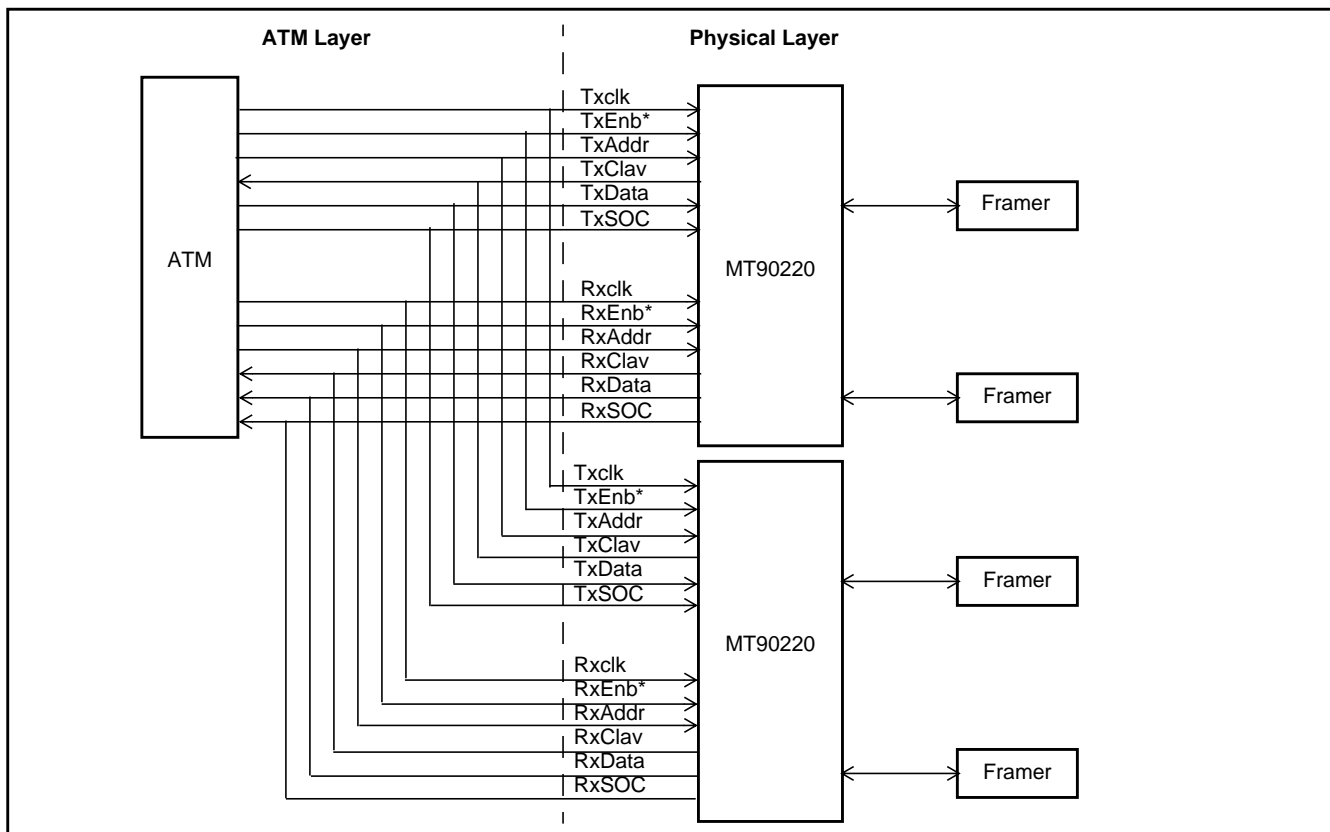 ATM Layer
Physical Layer
ATM
Txclk
TxEnb*
TxAddr
TxClav
TxData
TxSOC
Rxclk
RxEnb*
RxAddr
RxClav
RxData
RxSOC
MT90220
Framer
Framer
Txclk
TxEnb*
TxAddr
TxClav
TxData
TxSOC
Rxclk
RxEnb*
RxAddr
RxClav
RxData
RxSOC
MT90220
Framer
Framer